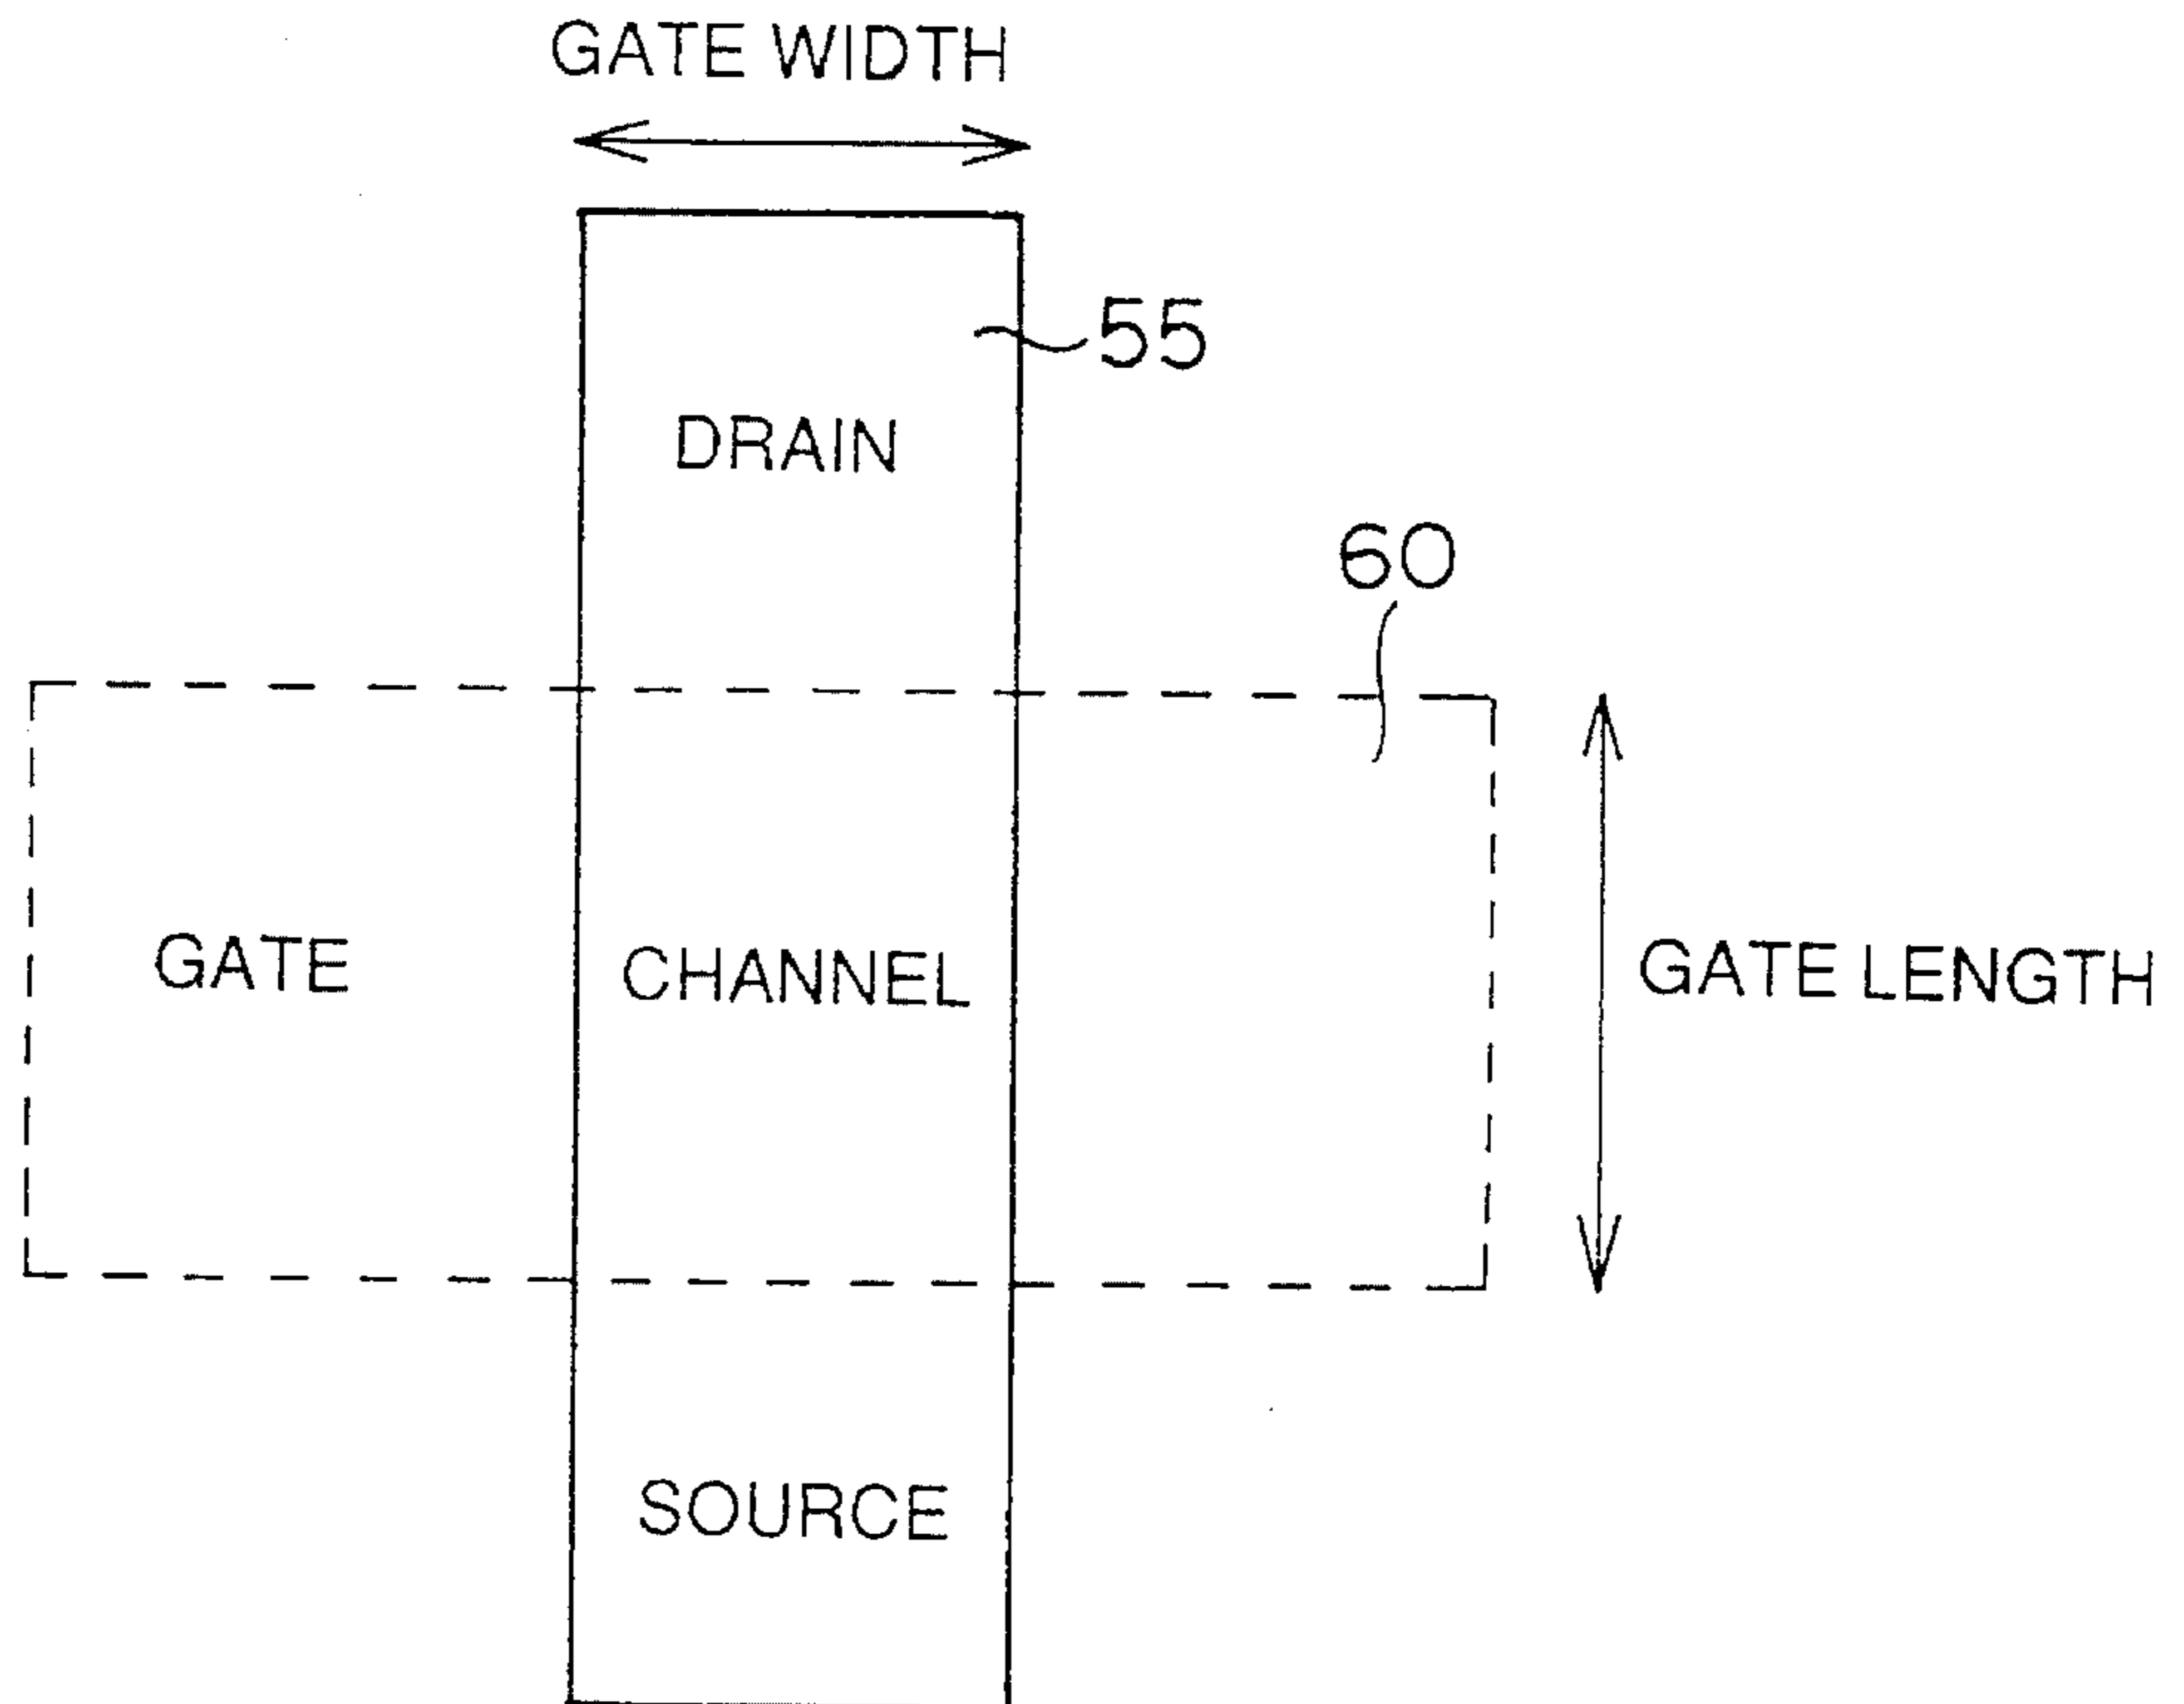 GATE WIDTH
55
DRAIN
60
GATE
CHANNEL
GATE LENGTH
SOURCE